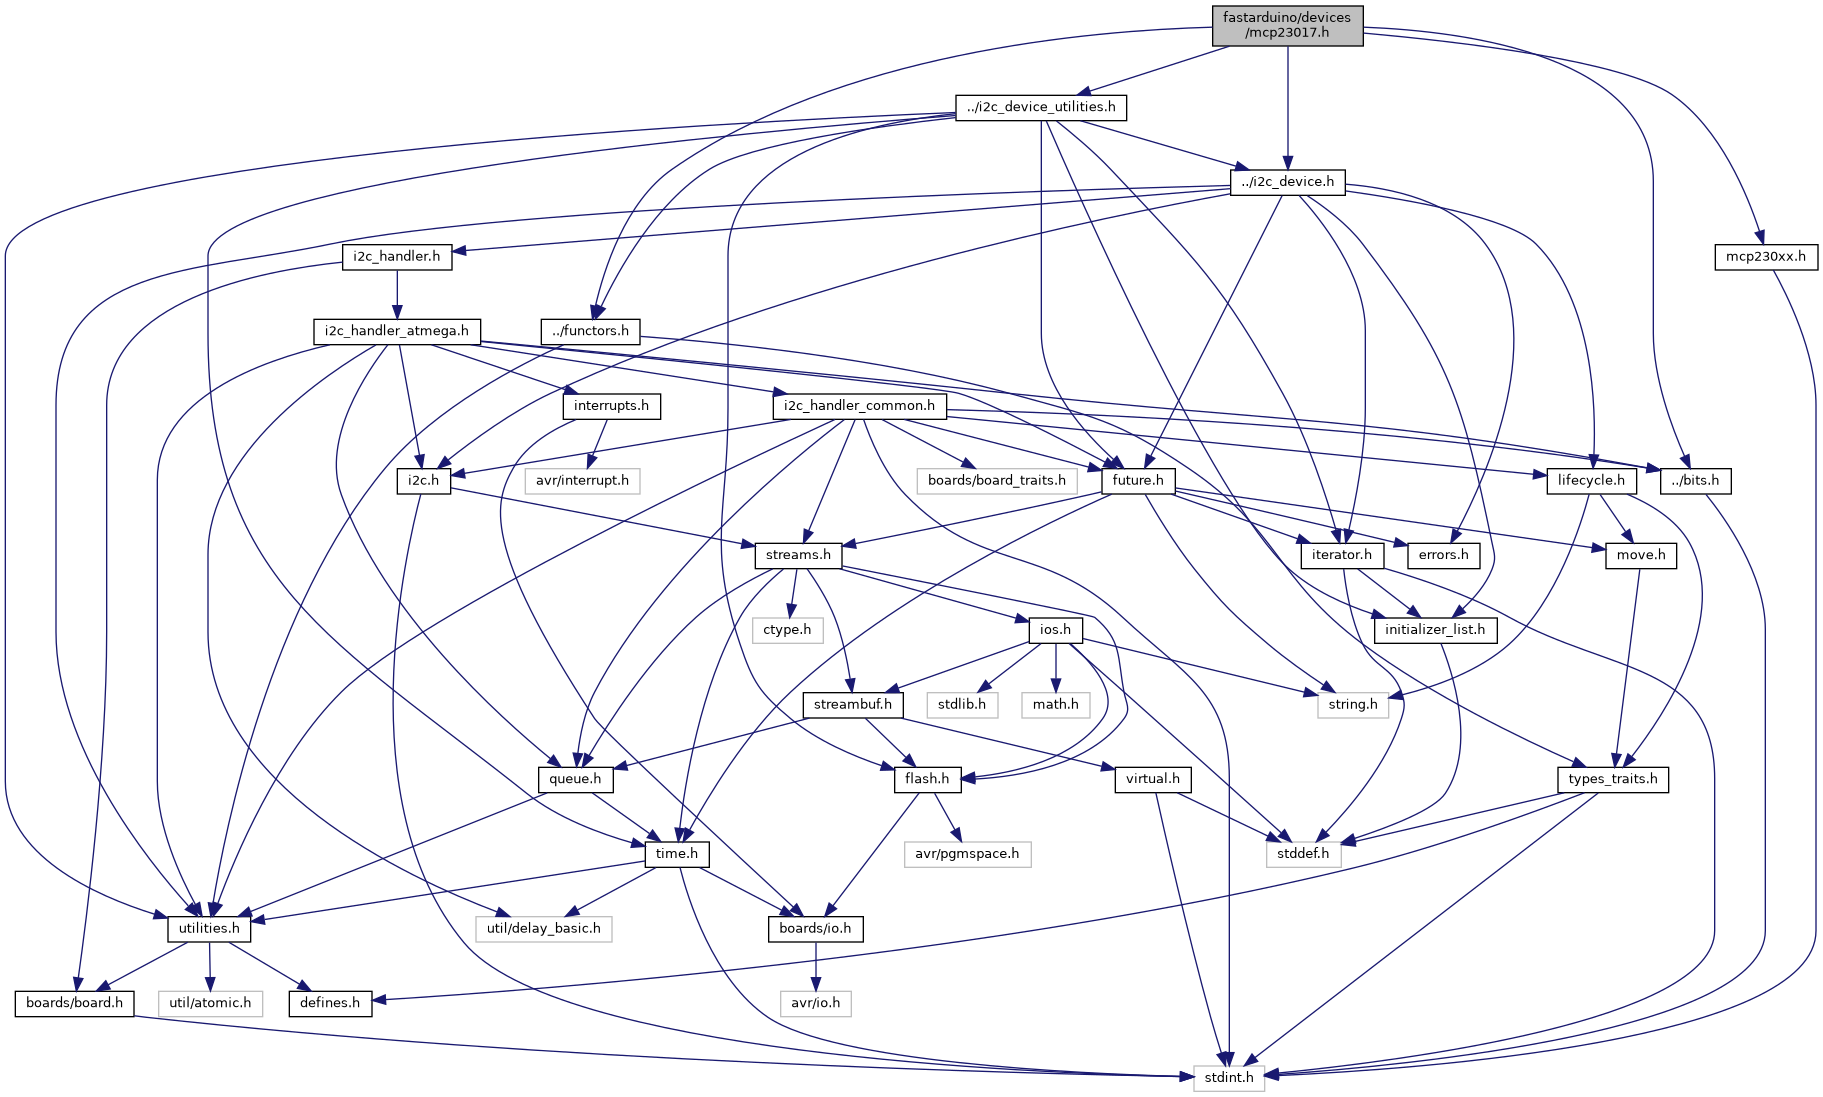 fastarduino/devices
/mcp23017.h
../i2c_device_utilities.h
../i2c_device.h
i2c_handler.h
mcp230xx.h
i2c_handler_atmega.h
../functors.h
interrupts.h
i2c_handler_common.h
i2c.h
avr/interrupt.h
boards/board_traits.h
future.h
lifecycle.h
../bits.h
streams.h
iterator.h
errors.h
move.h
ctype.h
ios.h
initializer_list.h
streambuf.h
stdlib.h
math.h
string.h
queue.h
flash.h
virtual.h
types_traits.h
time.h
avr/pgmspace.h
stddef.h
utilities.h
util/delay_basic.h
boards/io.h
boards/board.h
util/atomic.h
defines.h
avr/io.h
stdint.h